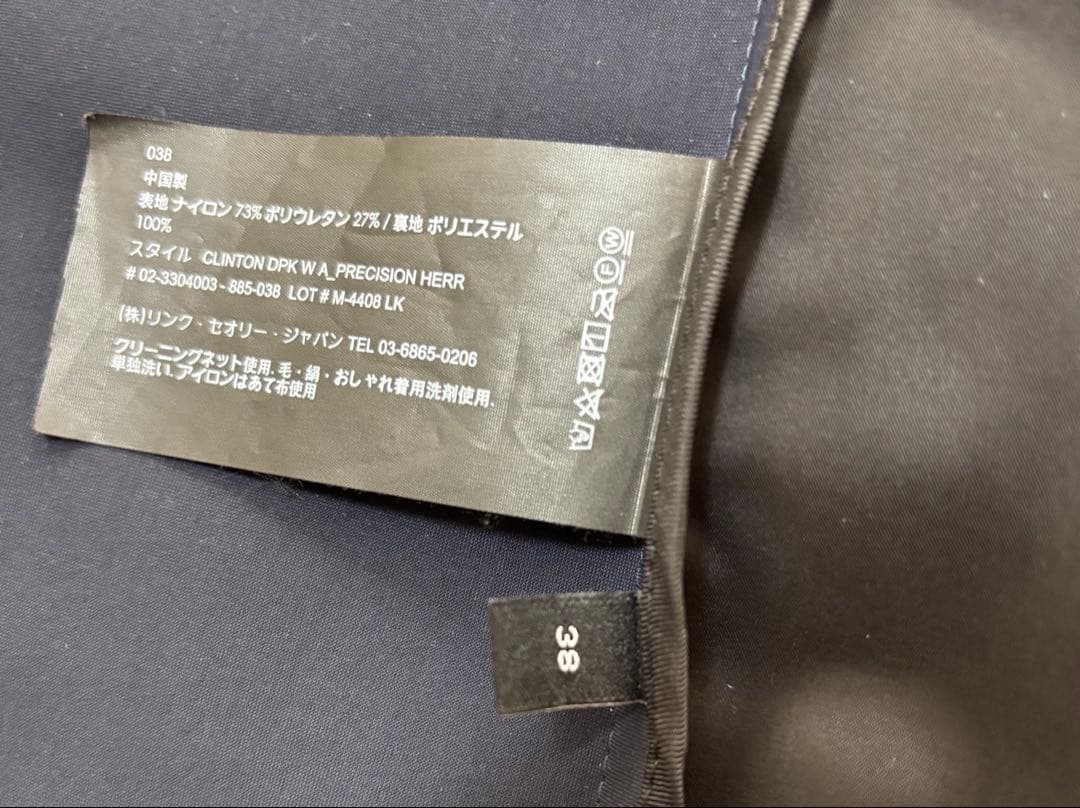 038
中国製
表地 ナイロン 73% ポリウレタン 27% / 裏地 ポリエステル
100%
スタイル CLINTON DPK W A_PRECISION HERR
# 02-3304003 - 885-038 LOT # M-4408 LK
(株)リンク・セオリー・ジャパン TEL 03-6865-0206
クリーニングネット使用. 毛・絹・おしゃれ着用洗剤使用.
単独洗い. アイロンはあて布使用
W
F
38